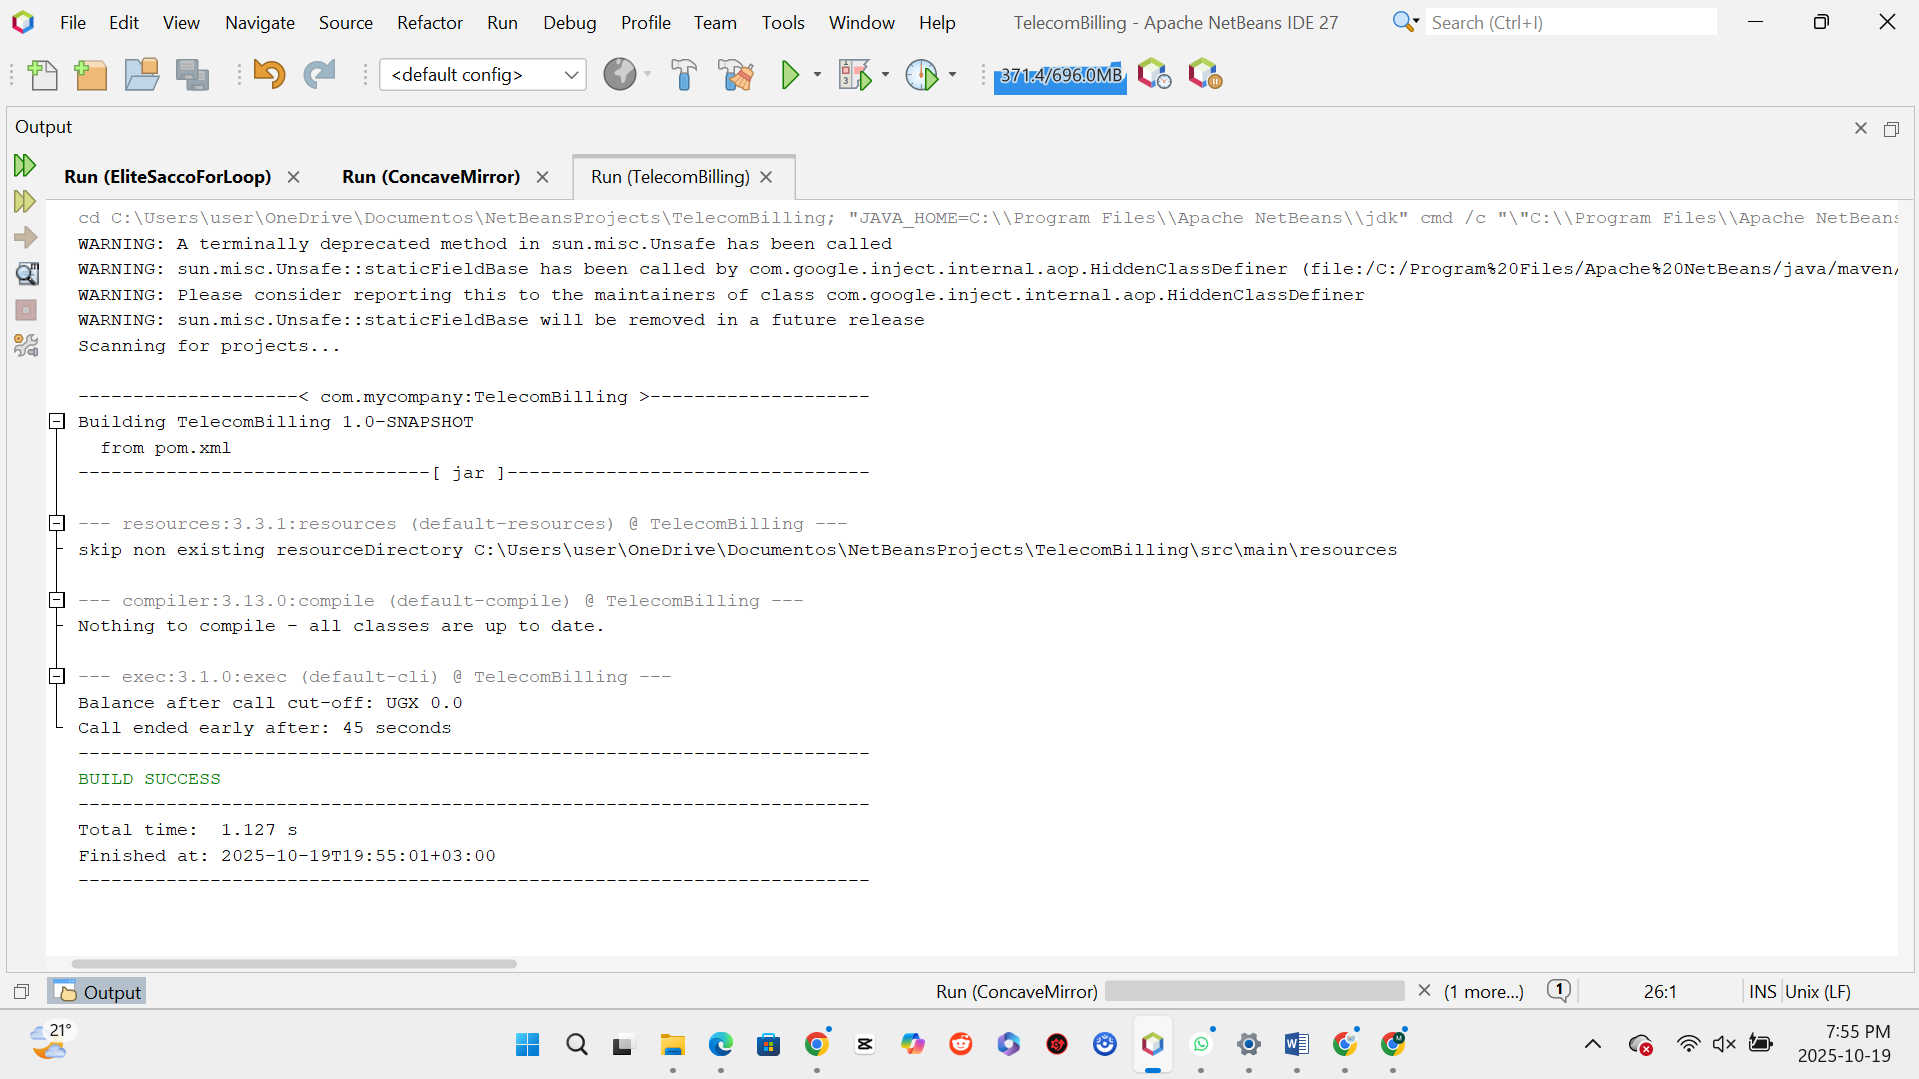 File Edit View Navigate Source Refactor Run Debug Profile Team Tools Window Help TelecomBilling - Apache NetBeans IDE 27 Search (Ctrl+I)
<default config> 371.4/696.0MB
Output
Run (EliteSaccoForLoop) Run (ConcaveMirror) Run (TelecomBilling)
cd C:\Users\user\OneDrive\Documentos\NetBeansProjects\TelecomBilling; "JAVA_HOME=C:\\Program Files\\Apache NetBeans\\jdk" cmd /c "\"C:\\Program Files\\Apache NetBeans
WARNING: A terminally deprecated method in sun.misc.Unsafe has been called
WARNING: sun.misc.Unsafe::staticFieldBase has been called by com.google.inject.internal.aop.HiddenClassDefiner (file:/C:/Program%20Files/Apache%20NetBeans/java/maven/
WARNING: Please consider reporting this to the maintainers of class com.google.inject.internal.aop.HiddenClassDefiner
WARNING: sun.misc.Unsafe::staticFieldBase will be removed in a future release
Scanning for projects...
--------------------< com.mycompany:TelecomBilling >--------------------
Building TelecomBilling 1.0-SNAPSHOT
from pom.xml
--------------------------------[ jar ]---------------------------------
--- resources:3.3.1:resources (default-resources) @ TelecomBilling ---
skip non existing resourceDirectory C:\Users\user\OneDrive\Documentos\NetBeansProjects\TelecomBilling\src\main\resources
--- compiler:3.13.0:compile (default-compile) @ TelecomBilling ---
Nothing to compile - all classes are up to date.
--- exec:3.1.0:exec (default-cli) @ TelecomBilling ---
Balance after call cut-off: UGX 0.0
Call ended early after: 45 seconds
------------------------------------------------------------------------
BUILD SUCCESS
------------------------------------------------------------------------
Total time:  1.127 s
Finished at: 2025-10-19T19:55:01+03:00
------------------------------------------------------------------------
Output Run (ConcaveMirror) (1 more...) 1 26:1 INS Unix (LF)
21° 7:55 PM
2025-10-19